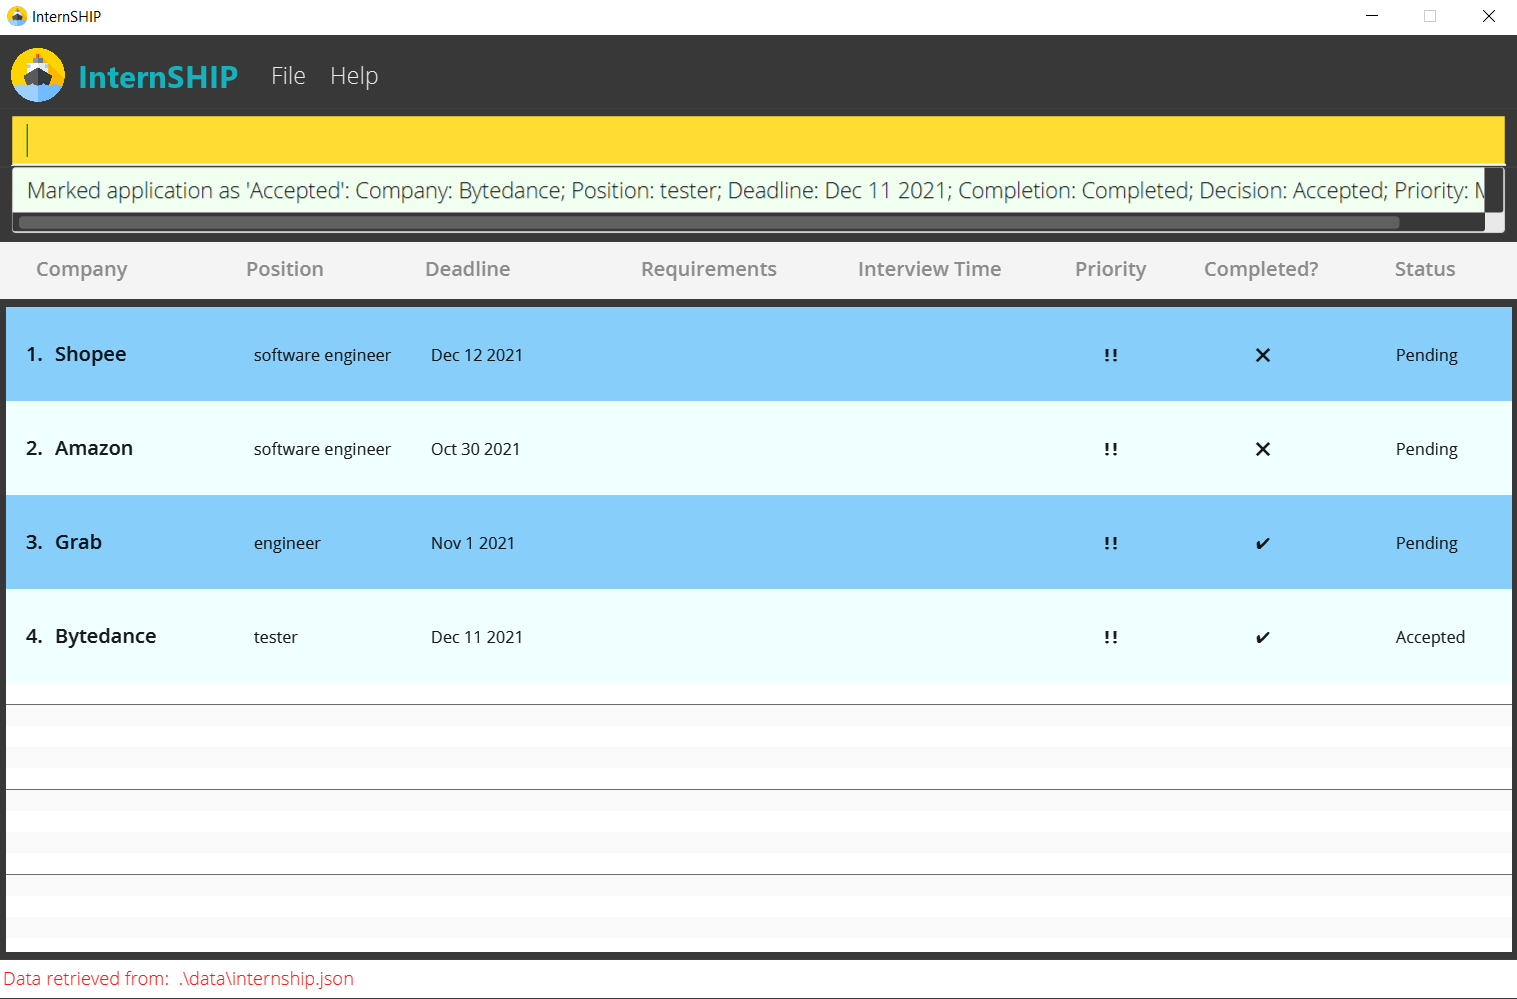 InternSHIP
InternSHIP File Help
Marked application as 'Accepted': Company: Bytedance; Position: tester; Deadline: Dec 11 2021; Completion: Completed; Decision: Accepted; Priority:
Company Position Deadline Requirements Interview Time Priority Completed? Status
1. Shopee software engineer Dec 12 2021 !! ✕ Pending
2. Amazon software engineer Oct 30 2021 !! ✕ Pending
3. Grab engineer Nov 1 2021 !! ✔ Pending
4. Bytedance tester Dec 11 2021 !! ✔ Accepted
Data retrieved from: .\data\internship.json